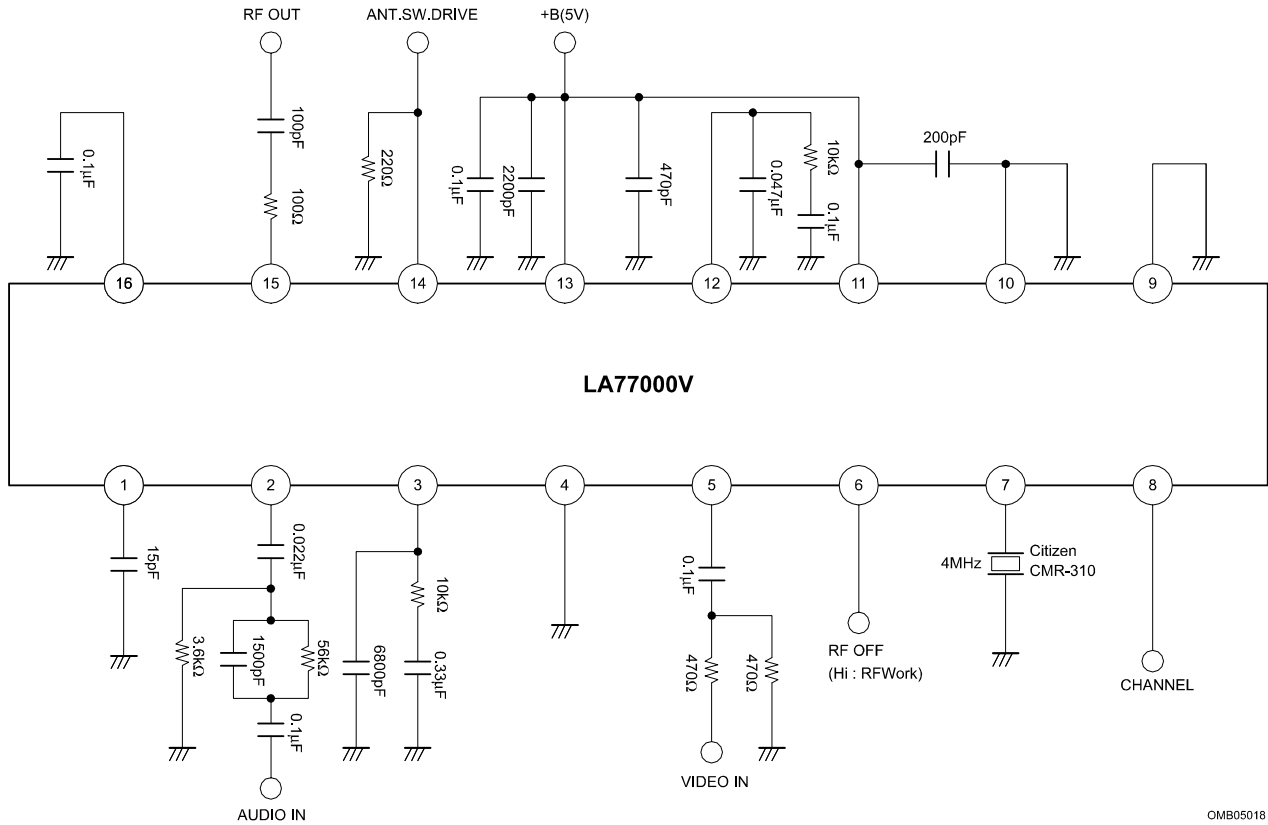 RF OUT
ANT.SW.DRIVE
+B(5V)
0.1μF
100pF
100Ω
220Ω
0.1μF
2200pF
470pF
0.047μF
10kΩ
0.1μF
200pF
16
15
14
13
12
11
10
9
LA77000V
1
2
3
4
5
6
7
8
15pF
0.022μF
3.6kΩ
1500pF
56kΩ
0.1μF
AUDIO IN
6800pF
10kΩ
0.33μF
0.1μF
470Ω
470Ω
VIDEO IN
RF OFF
(Hi : RFWork)
4MHz
Citizen
CMR-310
CHANNEL
OMB05018